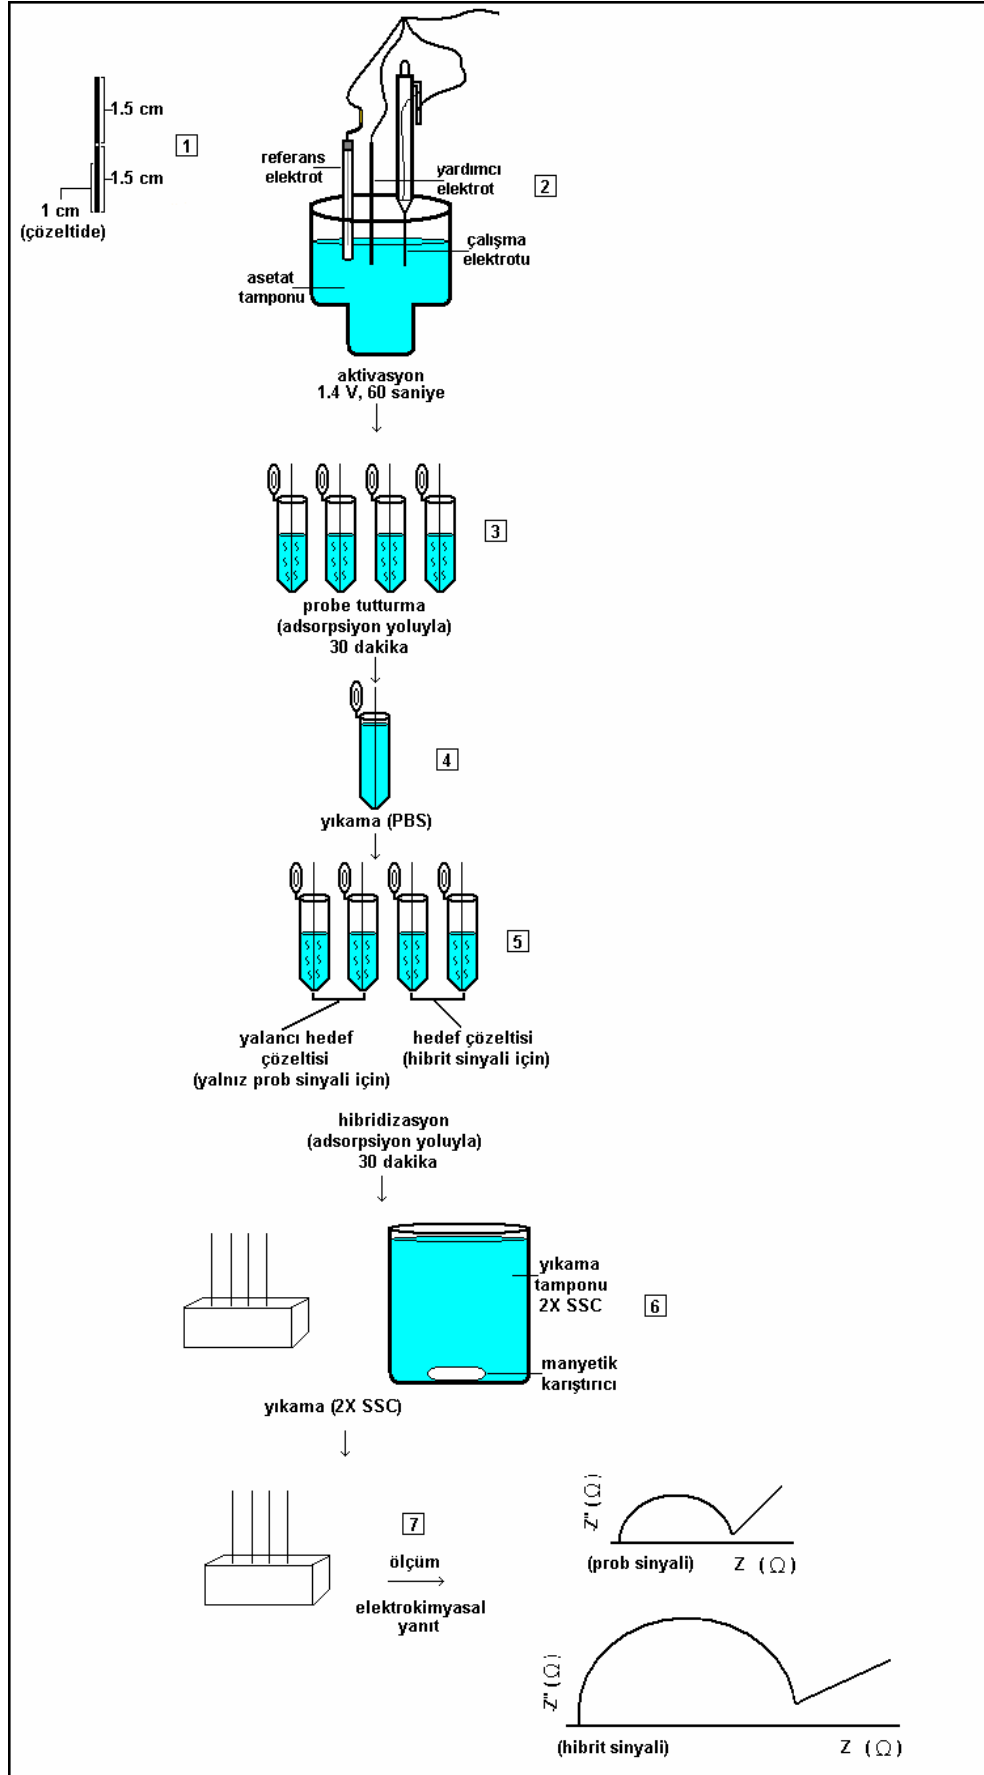 1.5 cm
1
1.5 cm
1 cm
(çözeltide)
referans
elektrot
yardımcı
elektrot
2
çalışma
elektrotu
asetat
tamponu
aktivasyon
1.4 V, 60 saniye
3
probe tutturma
(adsorpsiyon yoluyla)
30 dakika
4
yıkama (PBS)
5
yalancı hedef
çözeltisi
(yalnız prob sinyali için)
hedef çözeltisi
(hibrit sinyali için)
hibridizasyon
(adsorpsiyon yoluyla)
30 dakika
yıkama
tamponu
2X SSC
6
manyetik
karıştırıcı
yıkama (2X SSC)
7
ölçüm
elektrokimyasal
yanıt
-Z" (Ω)
(prob sinyali) Z (Ω)
-Z" (Ω)
(hibrit sinyali) Z (Ω)